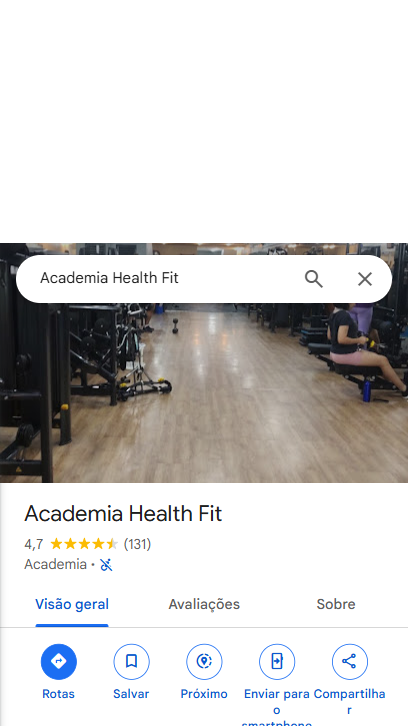 Academia Health Fit
Academia Health Fit
4,7 (131)
Academia ·
Visão geral Avaliações Sobre
Rotas Salvar Próximo Enviar para Compartilha
o r
smartphone